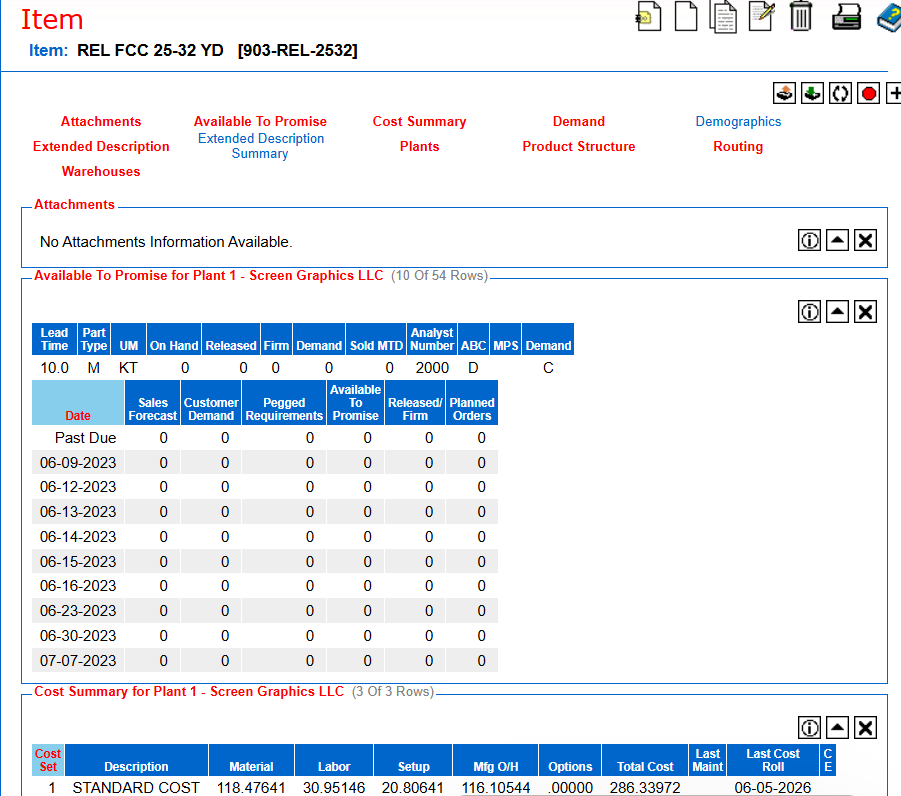 Item
Item: REL FCC 25-32 YD [903-REL-2532]
Attachments Available To Promise Cost Summary Demand Demographics
Extended Description Extended Description Summary Plants Product Structure Routing
Warehouses
Attachments
No Attachments Information Available.
Available To Promise for Plant 1 - Screen Graphics LLC (10 Of 54 Rows)
Lead Time Part Type UM On Hand Released Firm Demand Sold MTD Analyst Number ABC MPS Demand
10.0 M KT 0 0 0 0 0 2000 D C
Date Sales Forecast Customer Demand Pegged Requirements Available To Promise Released/ Firm Planned Orders
Past Due 0 0 0 0 0 0
06-09-2023 0 0 0 0 0 0
06-12-2023 0 0 0 0 0 0
06-13-2023 0 0 0 0 0 0
06-14-2023 0 0 0 0 0 0
06-15-2023 0 0 0 0 0 0
06-16-2023 0 0 0 0 0 0
06-23-2023 0 0 0 0 0 0
06-30-2023 0 0 0 0 0 0
07-07-2023 0 0 0 0 0 0
Cost Summary for Plant 1 - Screen Graphics LLC (3 Of 3 Rows)
Cost Set Description Material Labor Setup Mfg O/H Options Total Cost Last Maint Last Cost Roll C E
1 STANDARD COST 118.47641 30.95146 20.80641 116.10544 .00000 286.33972 06-05-2026